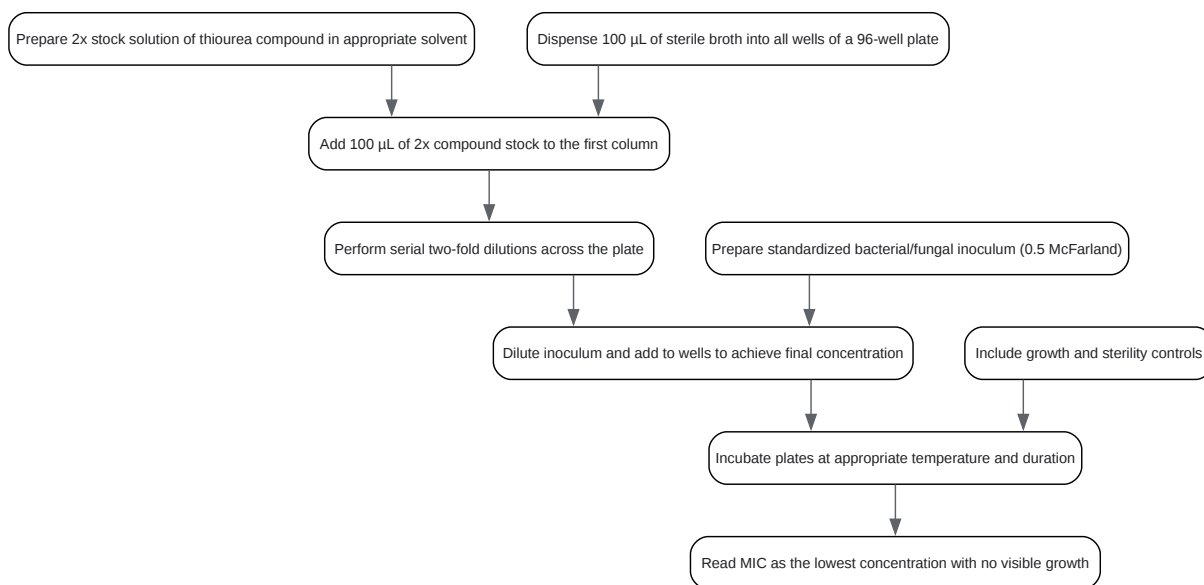 Prepare 2x stock solution of thiourea compound in appropriate solvent
Dispense 100 µL of sterile broth into all wells of a 96-well plate
Add 100 µL of 2x compound stock to the first column
Perform serial two-fold dilutions across the plate
Prepare standardized bacterial/fungal inoculum (0.5 McFarland)
Dilute inoculum and add to wells to achieve final concentration
Include growth and sterility controls
Incubate plates at appropriate temperature and duration
Read MIC as the lowest concentration with no visible growth